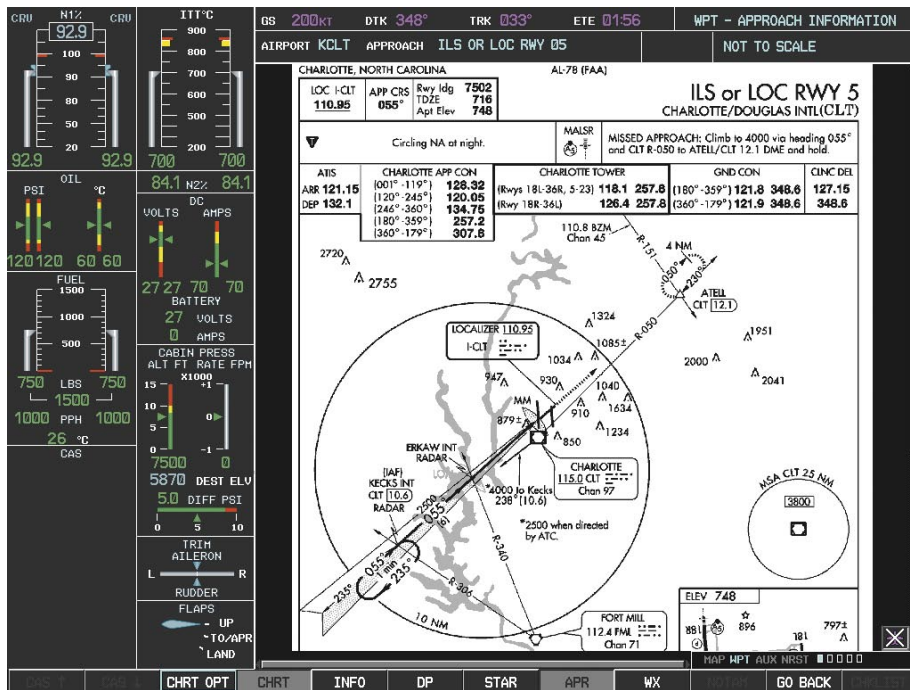 GS 200KT DTK 348° TRK 033° ETE 01:56 WPT - APPROACH INFORMATION
AIRPORT KCLT APPROACH ILS OR LOC RWY 05 NOT TO SCALE
CRU N1% CRU
92.9
100
90
80
50
20
92.9 92.9
ITT°C
900
800
700
600
500
200
700 700
84.1 N2% 84.1
OIL
PSI °C
120 120 60 60
DC
VOLTS AMPS
27 27 70 70
BATTERY
27 VOLTS
0 AMPS
FUEL
1500
1000
500
0
750 LBS 750
1500
1000 PPH 1000
26 °C
CAS
CABIN PRESS
ALT FT RATE FPM
X1000
15 +1
10
0
5
0 -1
7500 0
5870 DEST ELV
5.0 DIFF PSI
0 5 10
TRIM
AILERON
L R
RUDDER
FLAPS
UP
TO/APR
LAND
CHARLOTTE, NORTH CAROLINA AL-78 (FAA)
LOC I-CLT
110.95
APP CRS
055°
Rwy ldg 7502
TDZE 716
Apt Elev 748
ILS or LOC RWY 5
CHARLOTTE/DOUGLAS INTL(CLT)
Circling NA at night.
MALSR
A5
MISSED APPROACH: Climb to 4000 via heading 055°
and CLT R-050 to ATELL/CLT 12.1 DME and hold.
ATIS
ARR 121.15
DEP 132.1
CHARLOTTE APP CON
(001°-119°) 128.32
(120°-245°) 120.05
(246°-360°) 134.75
(180°-359°) 257.2
(360°-179°) 307.8
CHARLOTTE TOWER
(Rwys 18L-36R, 5-23) 118.1 257.8
(Rwy 18R-36L) 126.4 257.8
GND CON
(180°-359°) 121.8 348.6
(360°-179°) 121.9 348.6
CLNC DEL
127.15
348.6
110.8 BZM
Chan 45
R-151
4 NM
050°
230°
ATELL
CLT 12.1
R-050
2720
2755
1324
1951
2000
2041
LOCALIZER 110.95
I-CLT
1085±
1034
1040
947
930
910
1634
MM
879±
850
1234
ERKAW INT
RADAR
CHARLOTTE
115.0 CLT
Chan 97
(IAF)
KECKS INT
CLT 10.6
RADAR
*4000 to Kecks
238° (10.6)
*2500 when directed
by ATC.
2500
055°
(6)
R-340
R-306
055°
1 min
235°
235°
10 NM
MSA CLT 25 NM
3800
FORT MILL
112.4 FML
Chan 71
ELEV 748
881
A5
896
181
797±
MAP WPT AUX NRST
CAS ↑ CAS ↓ CHRT OPT CHRT INFO DP STAR APR WX NOTAM GO BACK CHKLIST